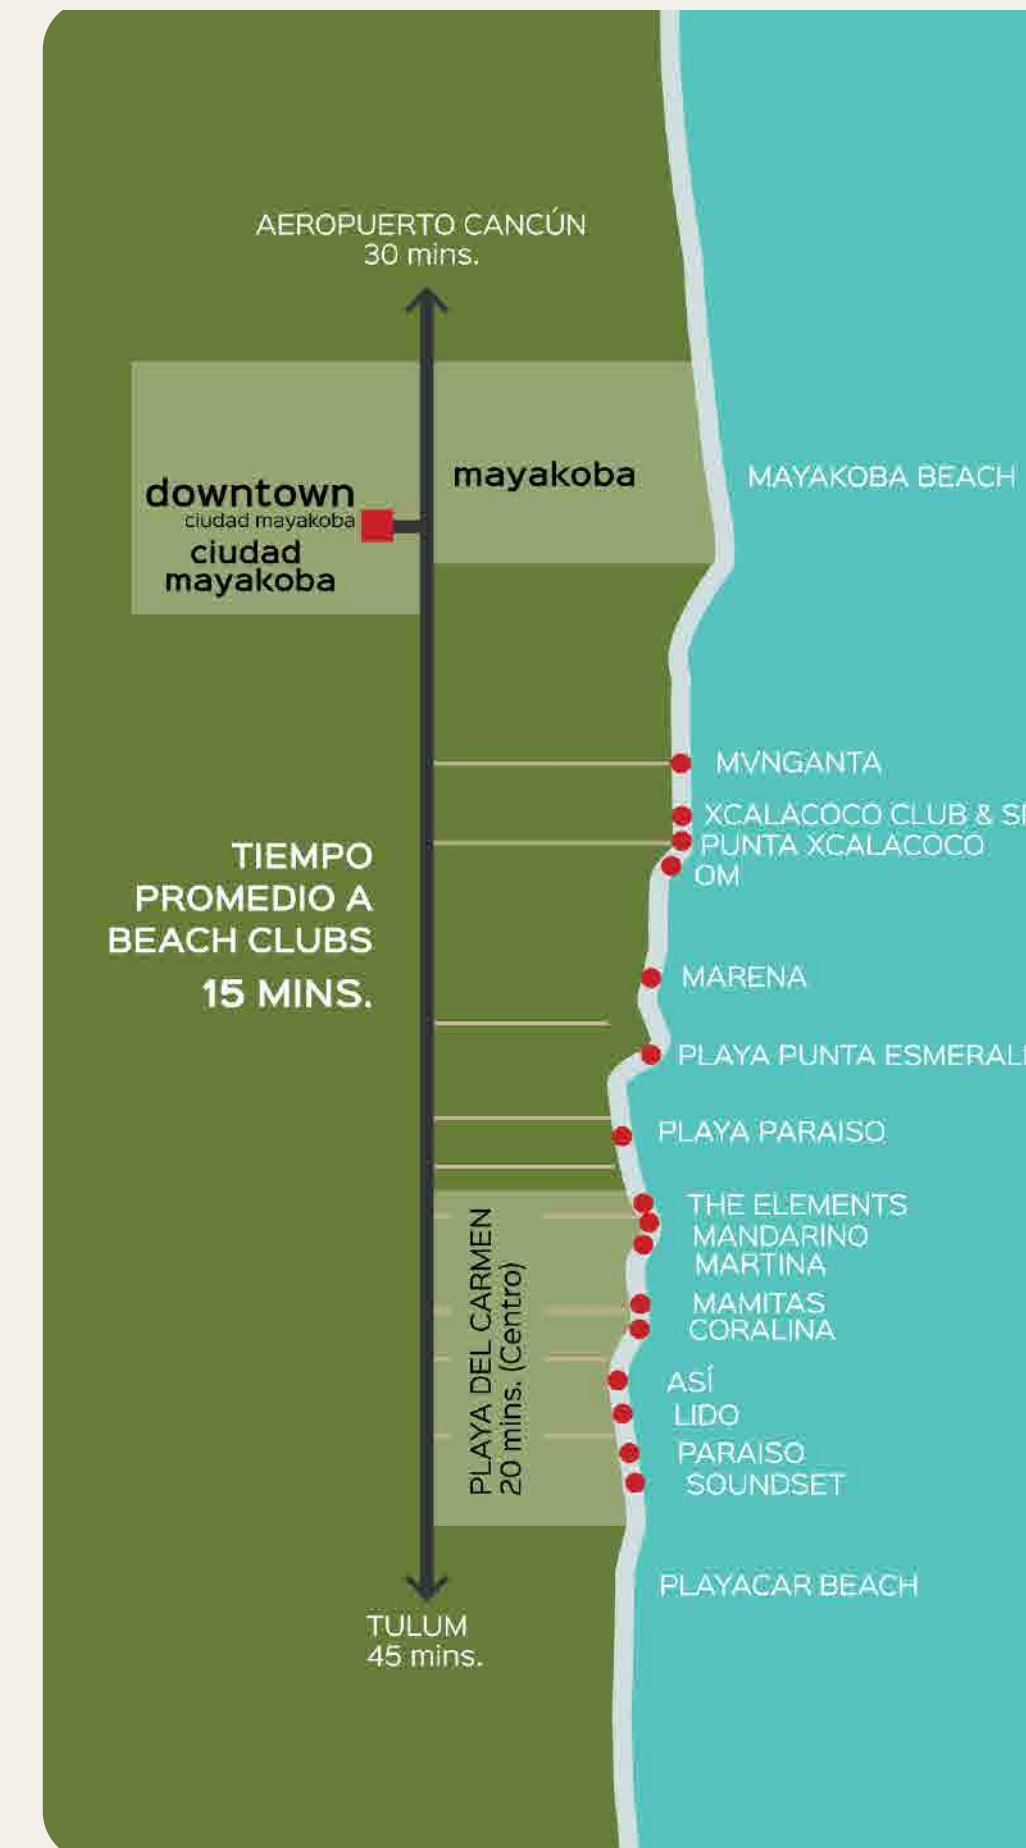 AEROPUERTO CANCÚN
30 mins.
mayakoba
MAYAKOBA BEACH
downtown
ciudad mayakoba
ciudad
mayakoba
MVNGANTA
XCALACOCO CLUB &
PUNTA XCALACOCO
OM
TIEMPO
PROMEDIO A
BEACH CLUBS
15 MINS.
MARENA
PLAYA PUNTA
PLAYA PARAISO
THE ELEMENTS
MANDARINO
MARTINA
MAMITAS
CORALINA
PLAYA DEL CARMEN
20 mins. (Centro)
ASÍ
LIDO
PARAISO
SOUNDSET
PLAYACAR BEACH
TULUM
45 mins.